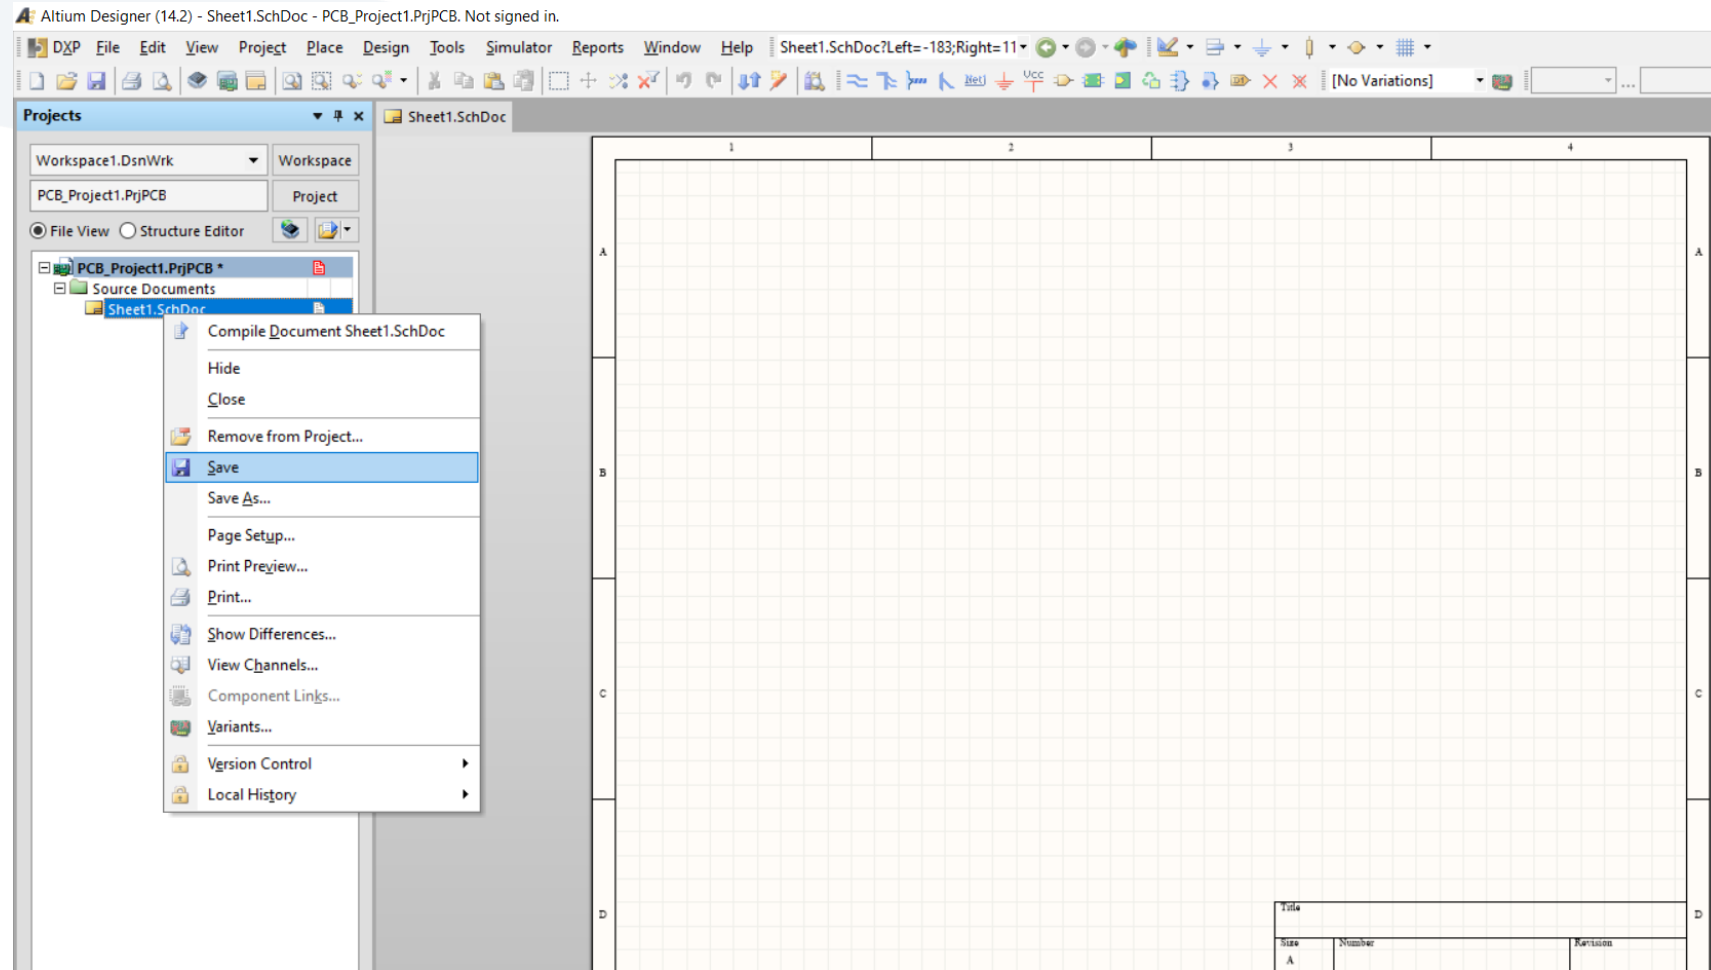 Altium Designer (14.2) - Sheet1.SchDoc - PCB_Project1.PrjPCB. Not signed in.
DXP File Edit View Project Place Design Tools Simulator Reports Window Help Sheet1.SchDoc?Left=-183;Right=11
Net) VCC D1> [No Variations] ...
Projects
Sheet1.SchDoc
Workspace1.DsnWrk Workspace
PCB_Project1.PrjPCB Project
File View Structure Editor
PCB_Project1.PrjPCB *
Source Documents
Sheet1.SchDoc
Compile Document Sheet1.SchDoc
Hide
Close
Remove from Project...
Save
Save As...
Page Setup...
Print Preview...
Print...
Show Differences...
View Channels...
Component Links...
Variants...
Version Control
Local History
1 2 3 4
A A
B B
C C
D D
Title
Size Number Revision
A